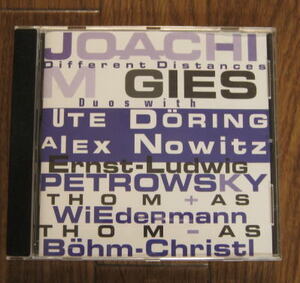 JOACHI
Different Distances
M GIES
Duos with
UTE DÖRING
Alex Nowitz
Ernst-Ludwig
PETROWSKY
THOM + AS
WiEdermann
THOM - AS
Böhm-Christl